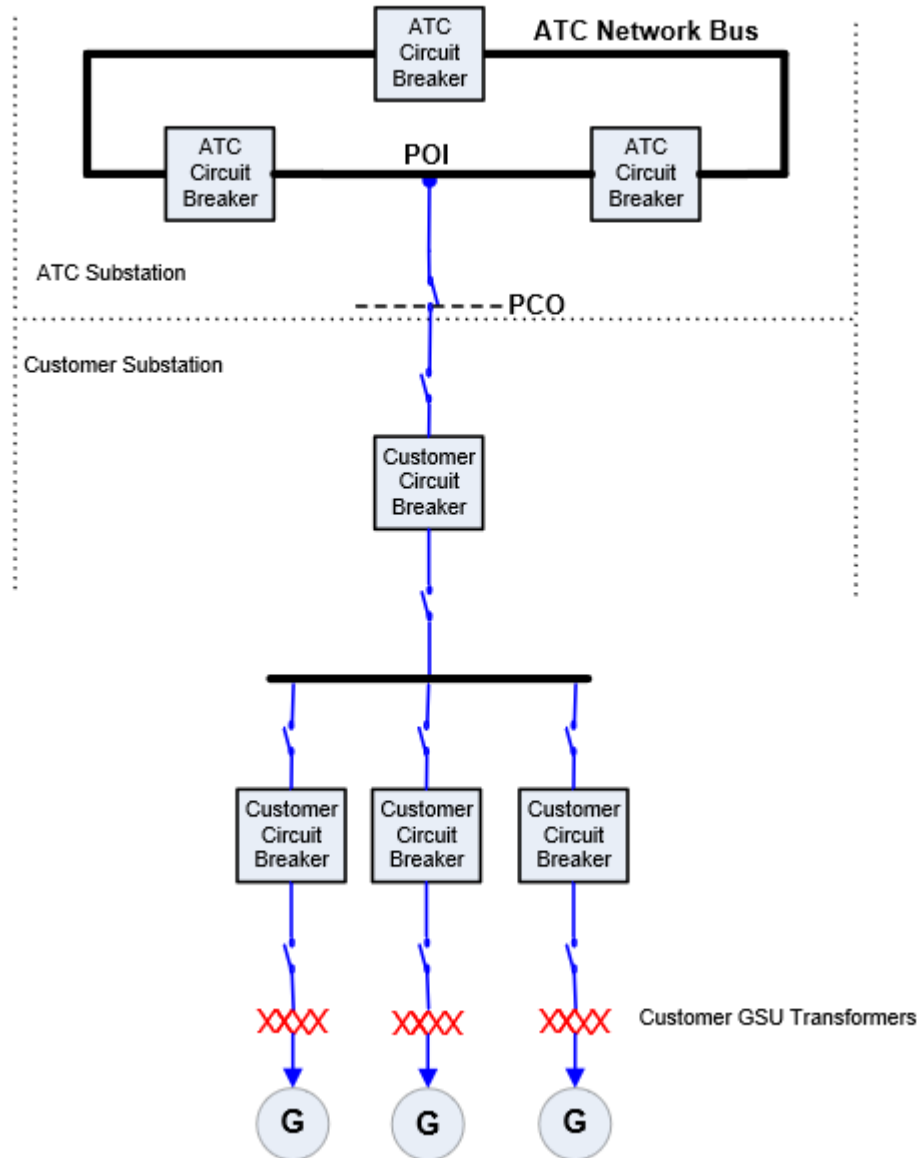 ATC
Circuit
Breaker
ATC Network Bus
ATC
Circuit
Breaker
POI
ATC
Circuit
Breaker
ATC Substation
PCO
Customer Substation
Customer
Circuit
Breaker
Customer
Circuit
Breaker
Customer
Circuit
Breaker
Customer
Circuit
Breaker
Customer GSU Transformers
G
G
G